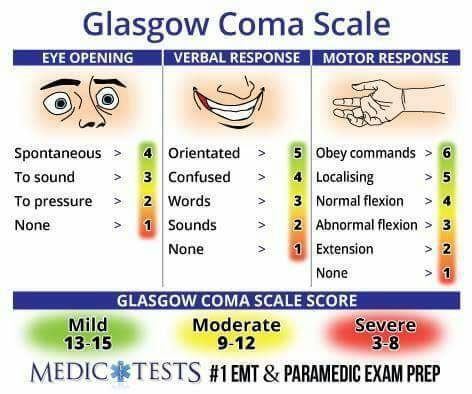 Glasgow Coma Scale
EYE OPENING
Spontaneous > 4
To sound > 3
To pressure > 2
None > 1
VERBAL RESPONSE
Orientated > 5
Confused > 4
Words > 3
Sounds > 2
None > 1
MOTOR RESPONSE
Obey commands > 6
Localising > 5
Normal flexion > 4
Abnormal flexion > 3
Extension > 2
None > 1
GLASGOW COMA SCALE SCORE
Mild
13-15
Moderate
9-12
Severe
3-8
MEDIC TESTS #1 EMT & PARAMEDIC EXAM PREP